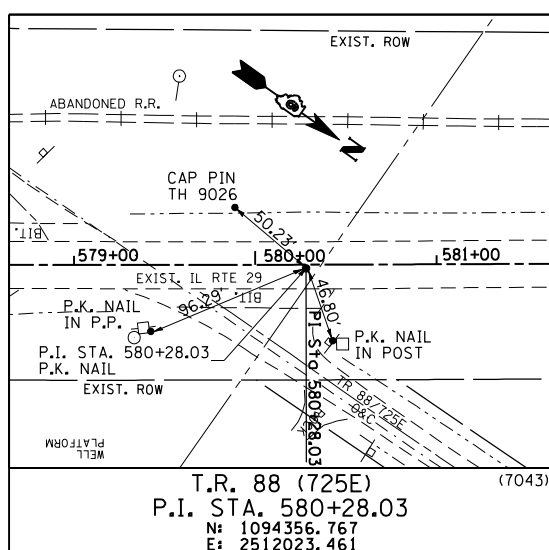 EXIST. ROW
ABANDONED R.R.
N
CAP PIN
TH 9026
50.23'
BIT.
579+00
580+00
581+00
EXIST. IL RTE 29
BIT.
96.29'
46.80'
P.K. NAIL
IN P.P.
P.I. STA. 580+28.03
P.K. NAIL
P.K. NAIL
IN POST
PI Sta 580+28.03
EXIST. ROW
TR 88/725E
O&C
WELL
PLATFORM
T.R. 88 (725E)
(7043)
P.I. STA. 580+28.03
N: 1094356.767
E: 2512023.461